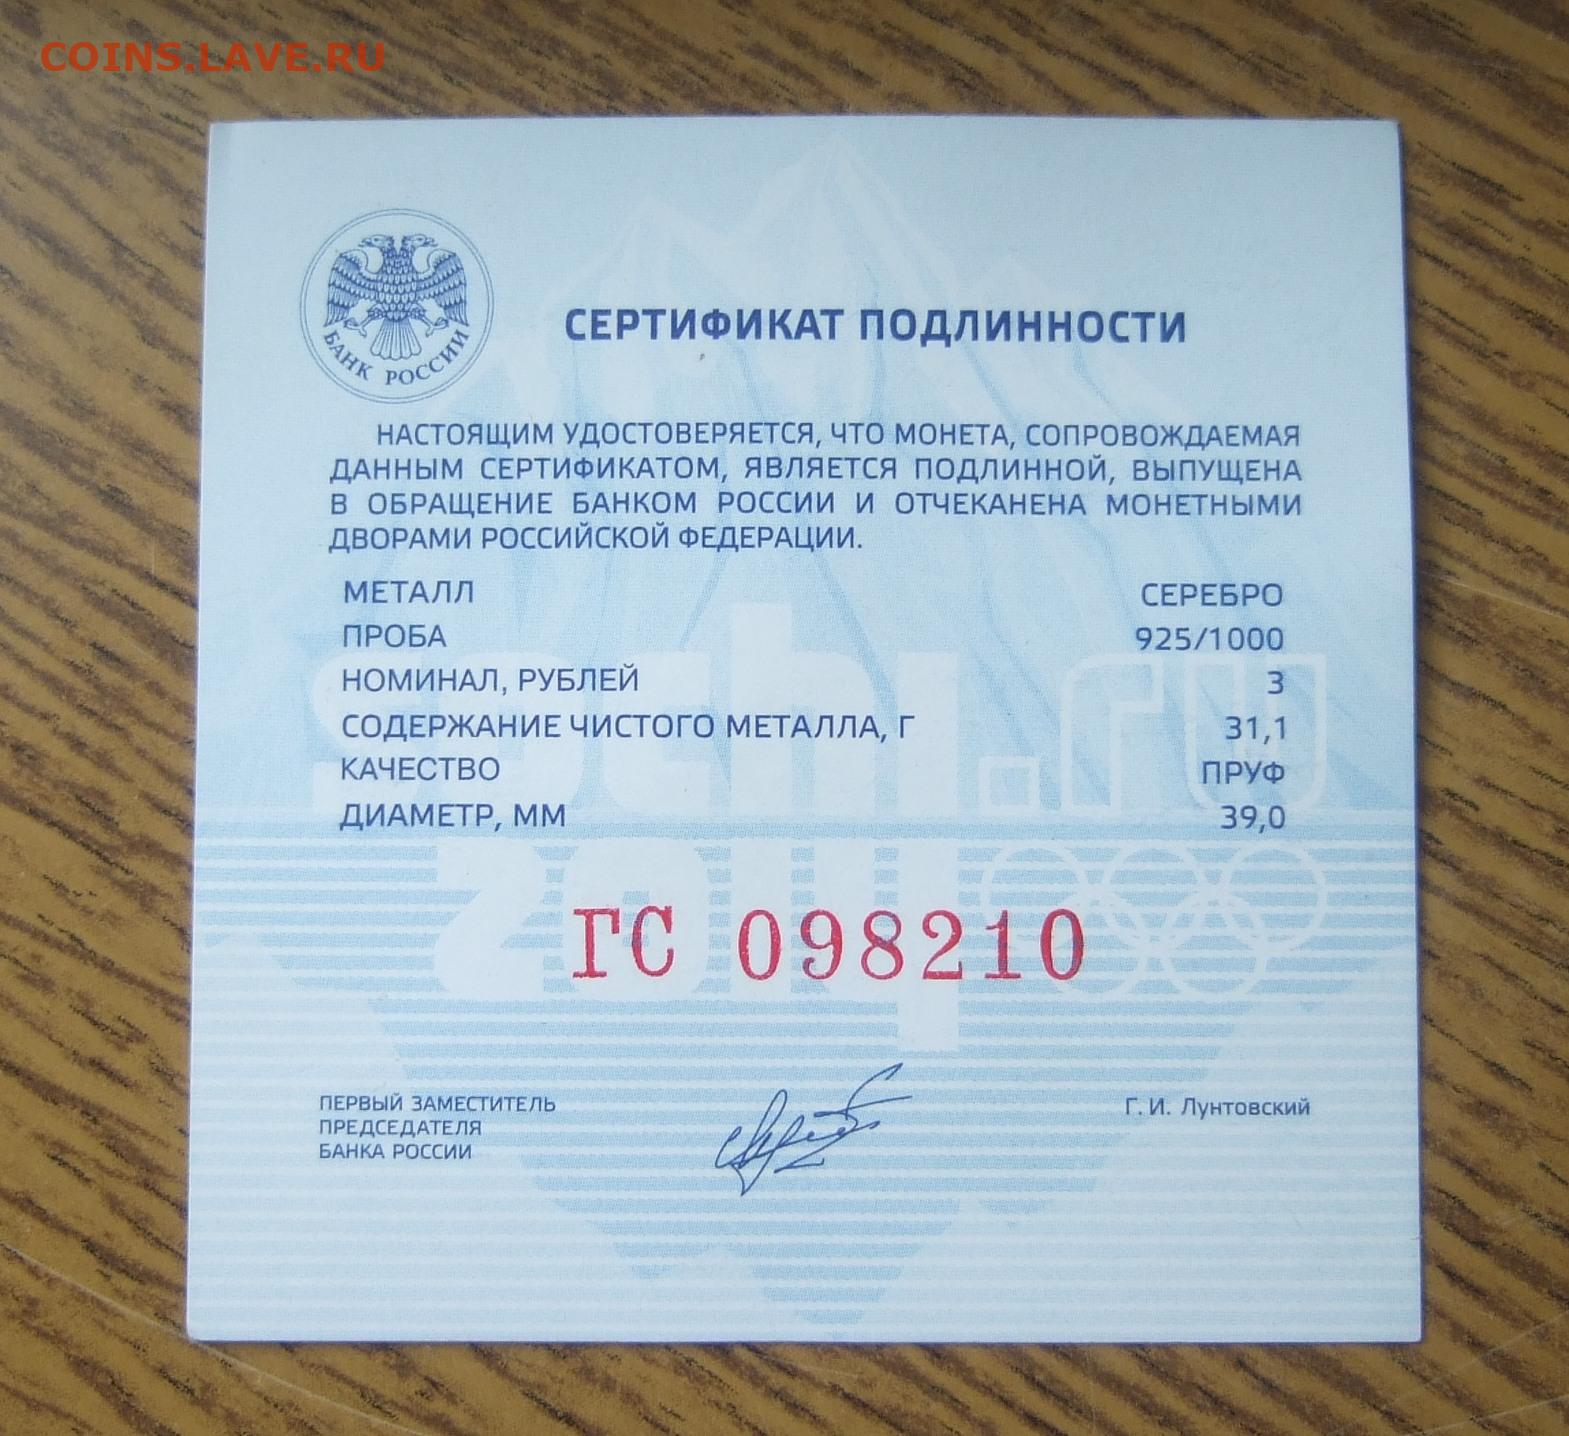 COINS.LAVE.RU
БАНК РОССИИ
СЕРТИФИКАТ ПОДЛИННОСТИ
НАСТОЯЩИМ УДОСТОВЕРЯЕТСЯ, ЧТО МОНЕТА, СОПРОВОЖДАЕМАЯ
ДАННЫМ СЕРТИФИКАТОМ, ЯВЛЯЕТСЯ ПОДЛИННОЙ, ВЫПУЩЕНА
В ОБРАЩЕНИЕ БАНКОМ РОССИИ И ОТЧЕКАНЕНА МОНЕТНЫМИ
ДВОРАМИ РОССИЙСКОЙ ФЕДЕРАЦИИ.
МЕТАЛЛ СЕРЕБРО
ПРОБА 925/1000
НОМИНАЛ, РУБЛЕЙ 3
СОДЕРЖАНИЕ ЧИСТОГО МЕТАЛЛА, Г 31,1
КАЧЕСТВО ПРУФ
ДИАМЕТР, ММ 39,0
sochi.ru
2014
ГС 098210
ПЕРВЫЙ ЗАМЕСТИТЕЛЬ
ПРЕДСЕДАТЕЛЯ
БАНКА РОССИИ
Г. И. Лунтовский